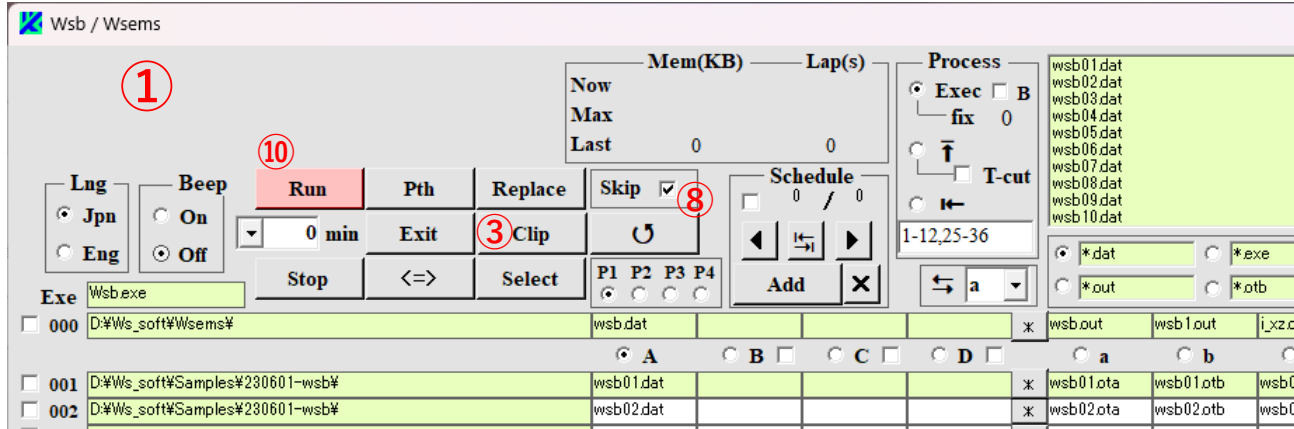 Wsb / Wsems
①
Mem(KB) Lap(s)
Now
Max
Last 0 0
Process
Exec B
fix 0
T-cut
1-12,25-36
a
wsb01.dat
wsb02.dat
wsb03.dat
wsb04.dat
wsb05.dat
wsb06.dat
wsb07.dat
wsb08.dat
wsb09.dat
wsb10.dat
⑩
Lng
Jpn
Eng
Beep
On
Off
Run Pth Replace
0 min Exit ③ Clip
Stop <=> Select
Skip ⑧
P1 P2 P3 P4
Schedule
0 / 0
Add
*.dat *.exe
*.out *.otb
Exe Wsb.exe
000 D:¥Ws_soft¥Wsems¥ wsb.dat * wsb.out wsb1.out
A B C D a b
001 D:¥Ws_soft¥Samples¥230601-wsb¥ wsb01.dat * wsb01.ota wsb01.otb
002 D:¥Ws_soft¥Samples¥230601-wsb¥ wsb02.dat * wsb02.ota wsb02.otb